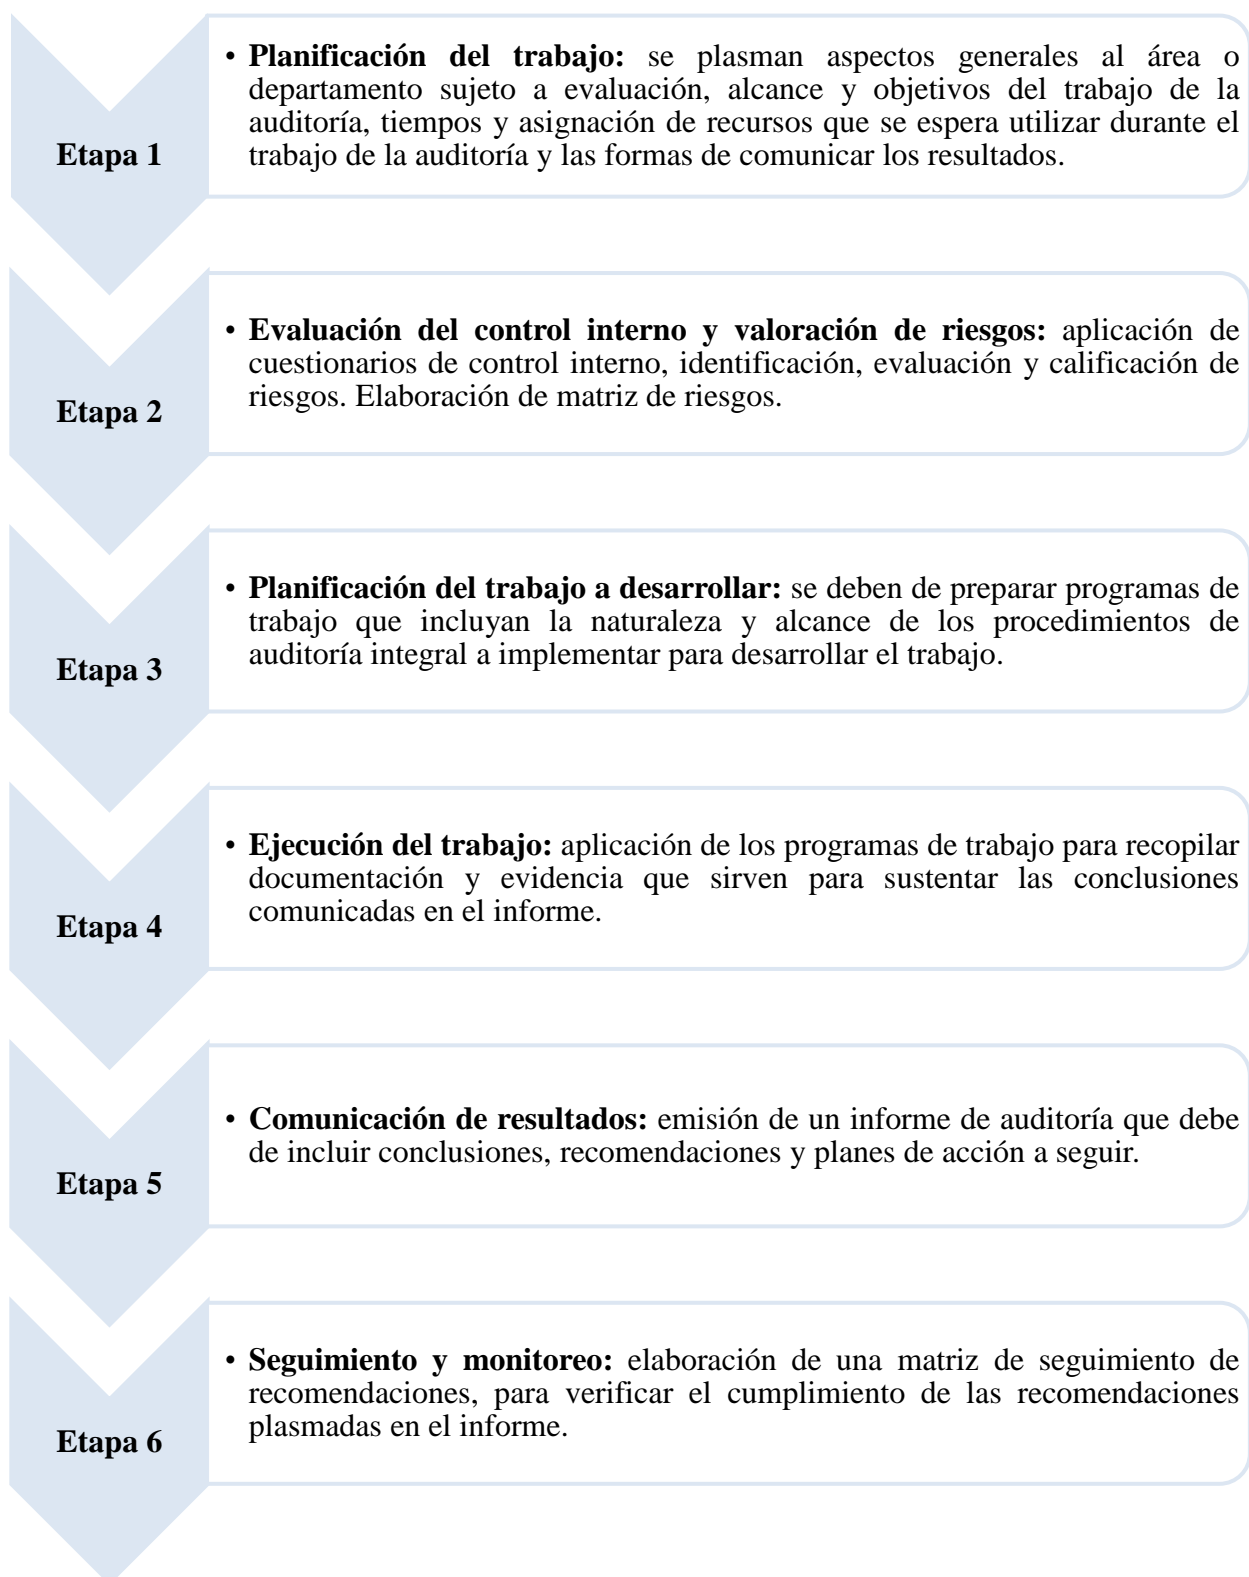 Etapa 1
• Planificación del trabajo: se plasman aspectos generales al área o
departamento sujeto a evaluación, alcance y objetivos del trabajo de la
auditoría, tiempos y asignación de recursos que se espera utilizar durante el
trabajo de la auditoría y las formas de comunicar los resultados.
Etapa 2
• Evaluación del control interno y valoración de riesgos: aplicación de
cuestionarios de control interno, identificación, evaluación y calificación de
riesgos. Elaboración de matriz de riesgos.
Etapa 3
• Planificación del trabajo a desarrollar: se deben de preparar programas de
trabajo que incluyan la naturaleza y alcance de los procedimientos de
auditoría integral a implementar para desarrollar el trabajo.
Etapa 4
• Ejecución del trabajo: aplicación de los programas de trabajo para recopilar
documentación y evidencia que sirven para sustentar las conclusiones
comunicadas en el informe.
Etapa 5
• Comunicación de resultados: emisión de un informe de auditoría que debe
de incluir conclusiones, recomendaciones y planes de acción a seguir.
Etapa 6
• Seguimiento y monitoreo: elaboración de una matriz de seguimiento de
recomendaciones, para verificar el cumplimiento de las recomendaciones
plasmadas en el informe.